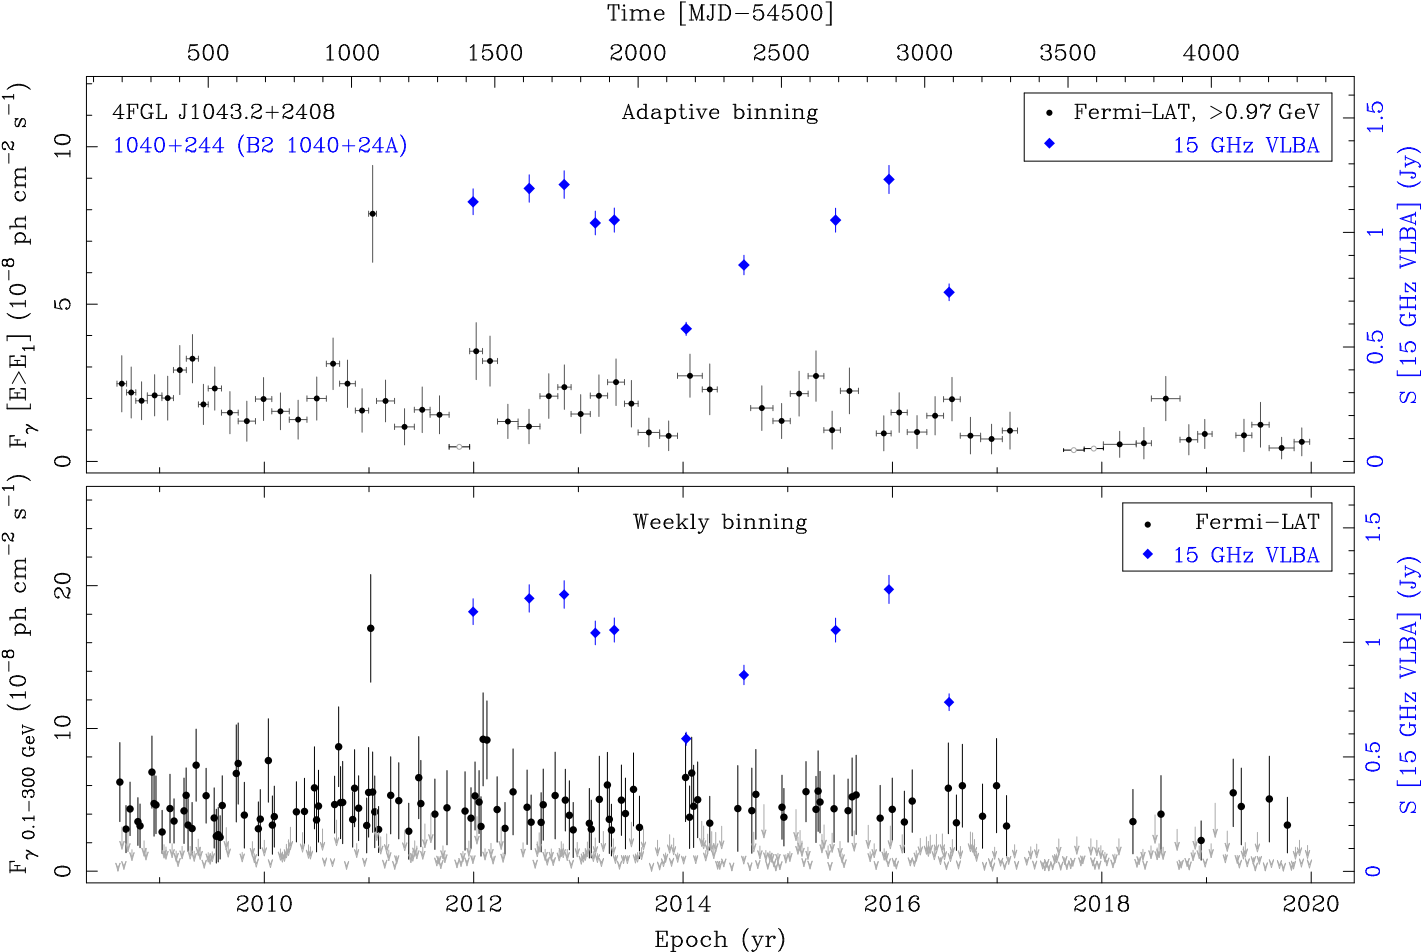 Time [MJD−54500]
500 1000 1500 2000 2500 3000 3500 4000
4FGL J1043.2+2408
1040+244 (B2 1040+24A)
Adaptive binning
Fermi−LAT, >0.97 GeV
15 GHz VLBA
F_γ [E>E_1] (10^−8 ph cm^−2 s^−1)
10
5
0
S [15 GHz VLBA] (Jy)
1.5
1
0.5
0
Weekly binning
Fermi−LAT
15 GHz VLBA
F_γ 0.1−300 GeV (10^−8 ph cm^−2 s^−1)
20
10
0
S [15 GHz VLBA] (Jy)
1.5
1
0.5
0
2010 2012 2014 2016 2018 2020
Epoch (yr)